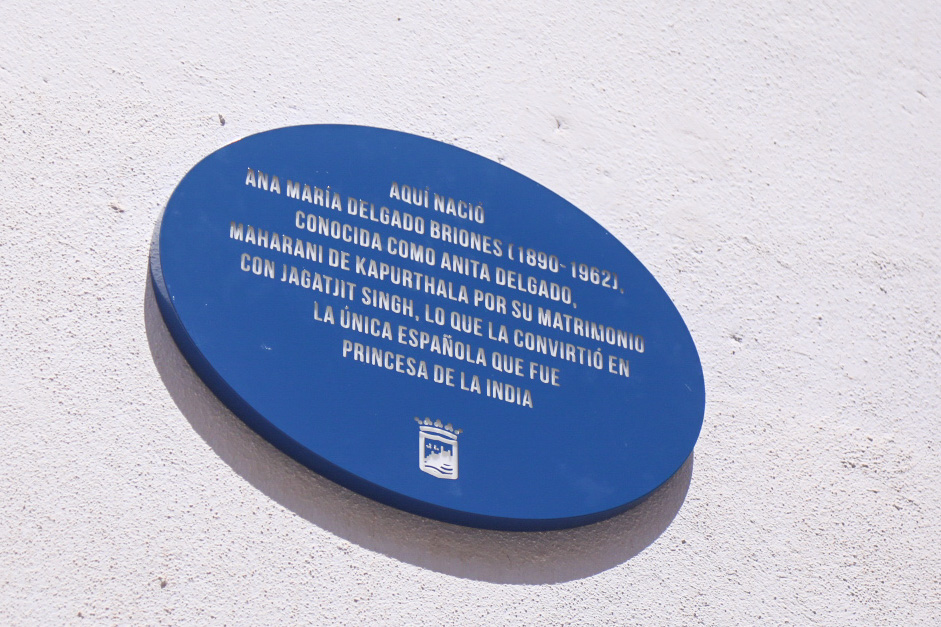 AQUÍ NACIÓ
ANA MARÍA DELGADO BRIONES (1890-1962),
CONOCIDA COMO ANITA DELGADO,
MAHARANI DE KAPURTHALA POR SU MATRIMONIO
CON JAGATJIT SINGH, LO QUE LA CONVIRTIÓ EN
LA ÚNICA ESPAÑOLA QUE FUE
PRINCESA DE LA INDIA